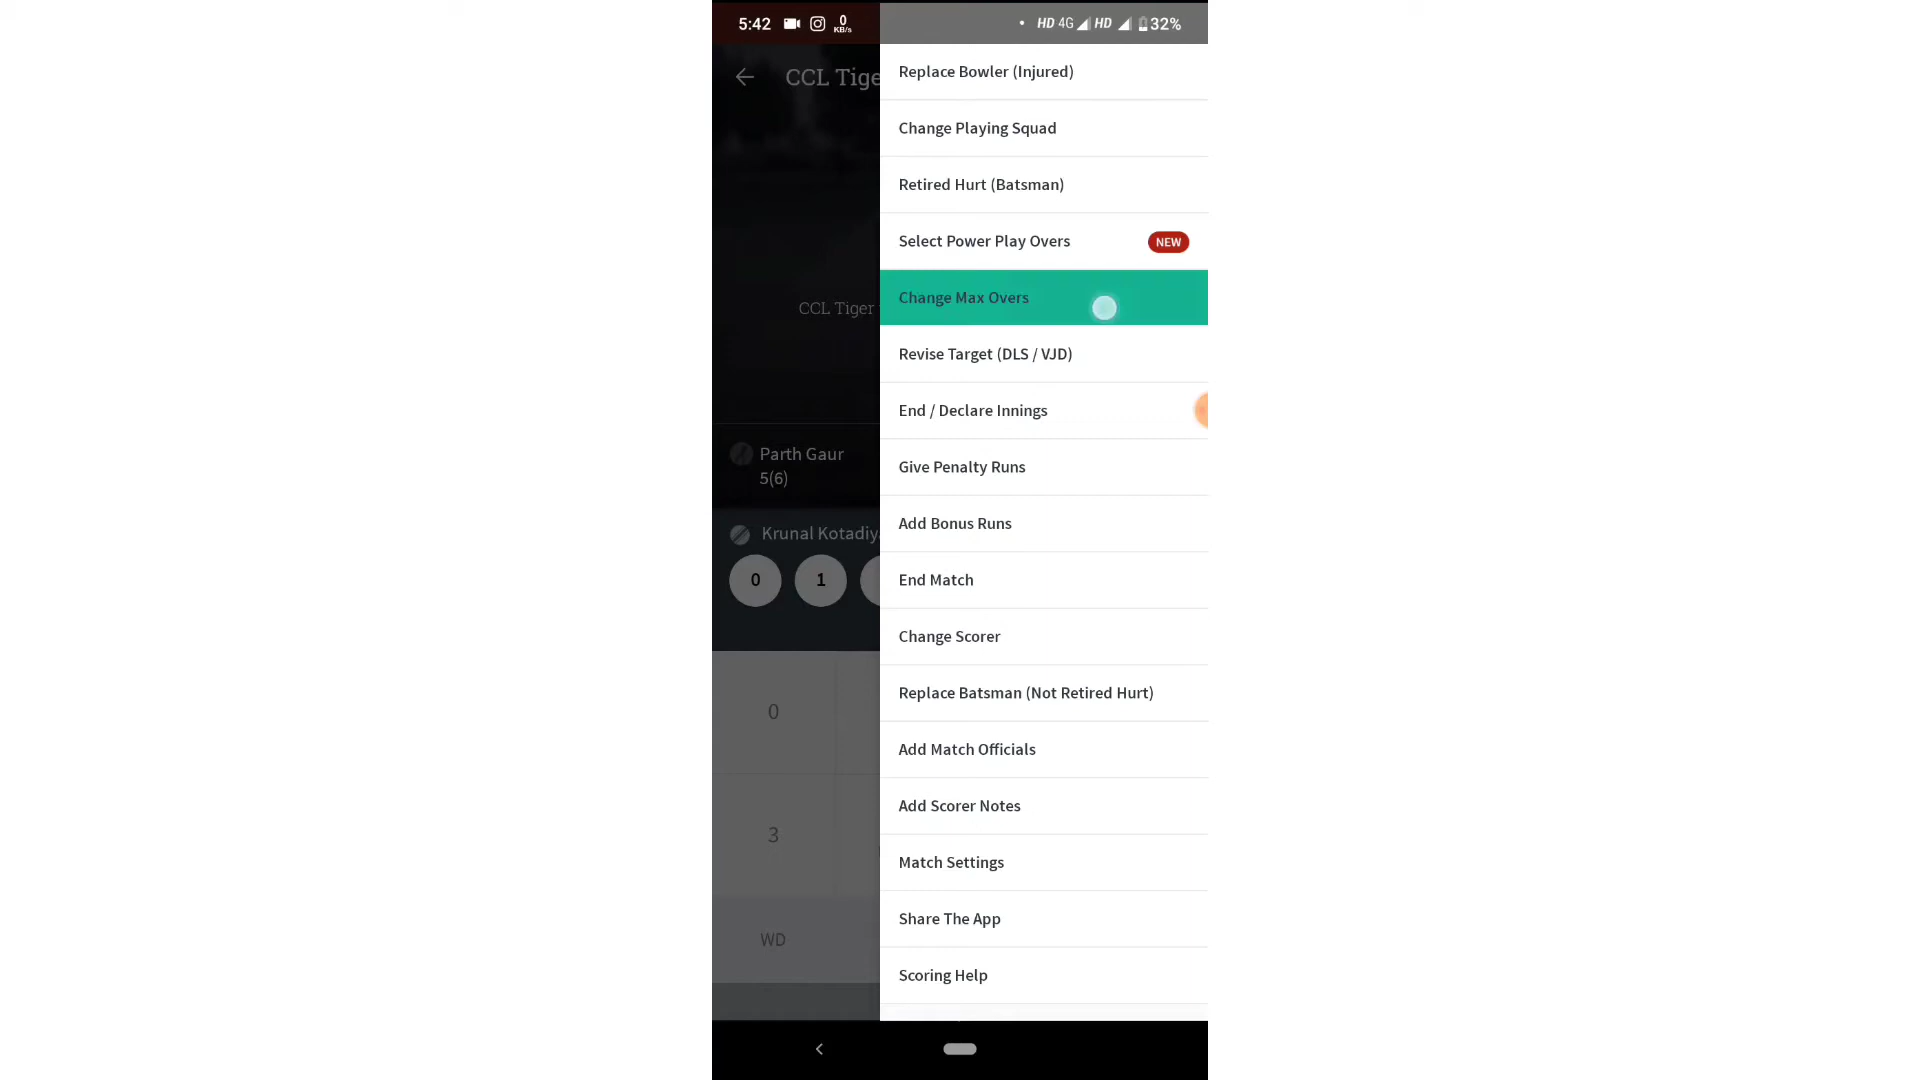 5:42 0 KB/s HD 4G HD 32%
CCL Tige
Replace Bowler (Injured)
Change Playing Squad
Retired Hurt (Batsman)
Select Power Play Overs NEW
Change Max Overs
CCL Tiger
Revise Target (DLS / VJD)
End / Declare Innings
Parth Gaur
5(6)
Give Penalty Runs
Add Bonus Runs
Krunal Kotadiy
0 1
End Match
Change Scorer
Replace Batsman (Not Retired Hurt)
0
Add Match Officials
Add Scorer Notes
3
Match Settings
Share The App
WD
Scoring Help